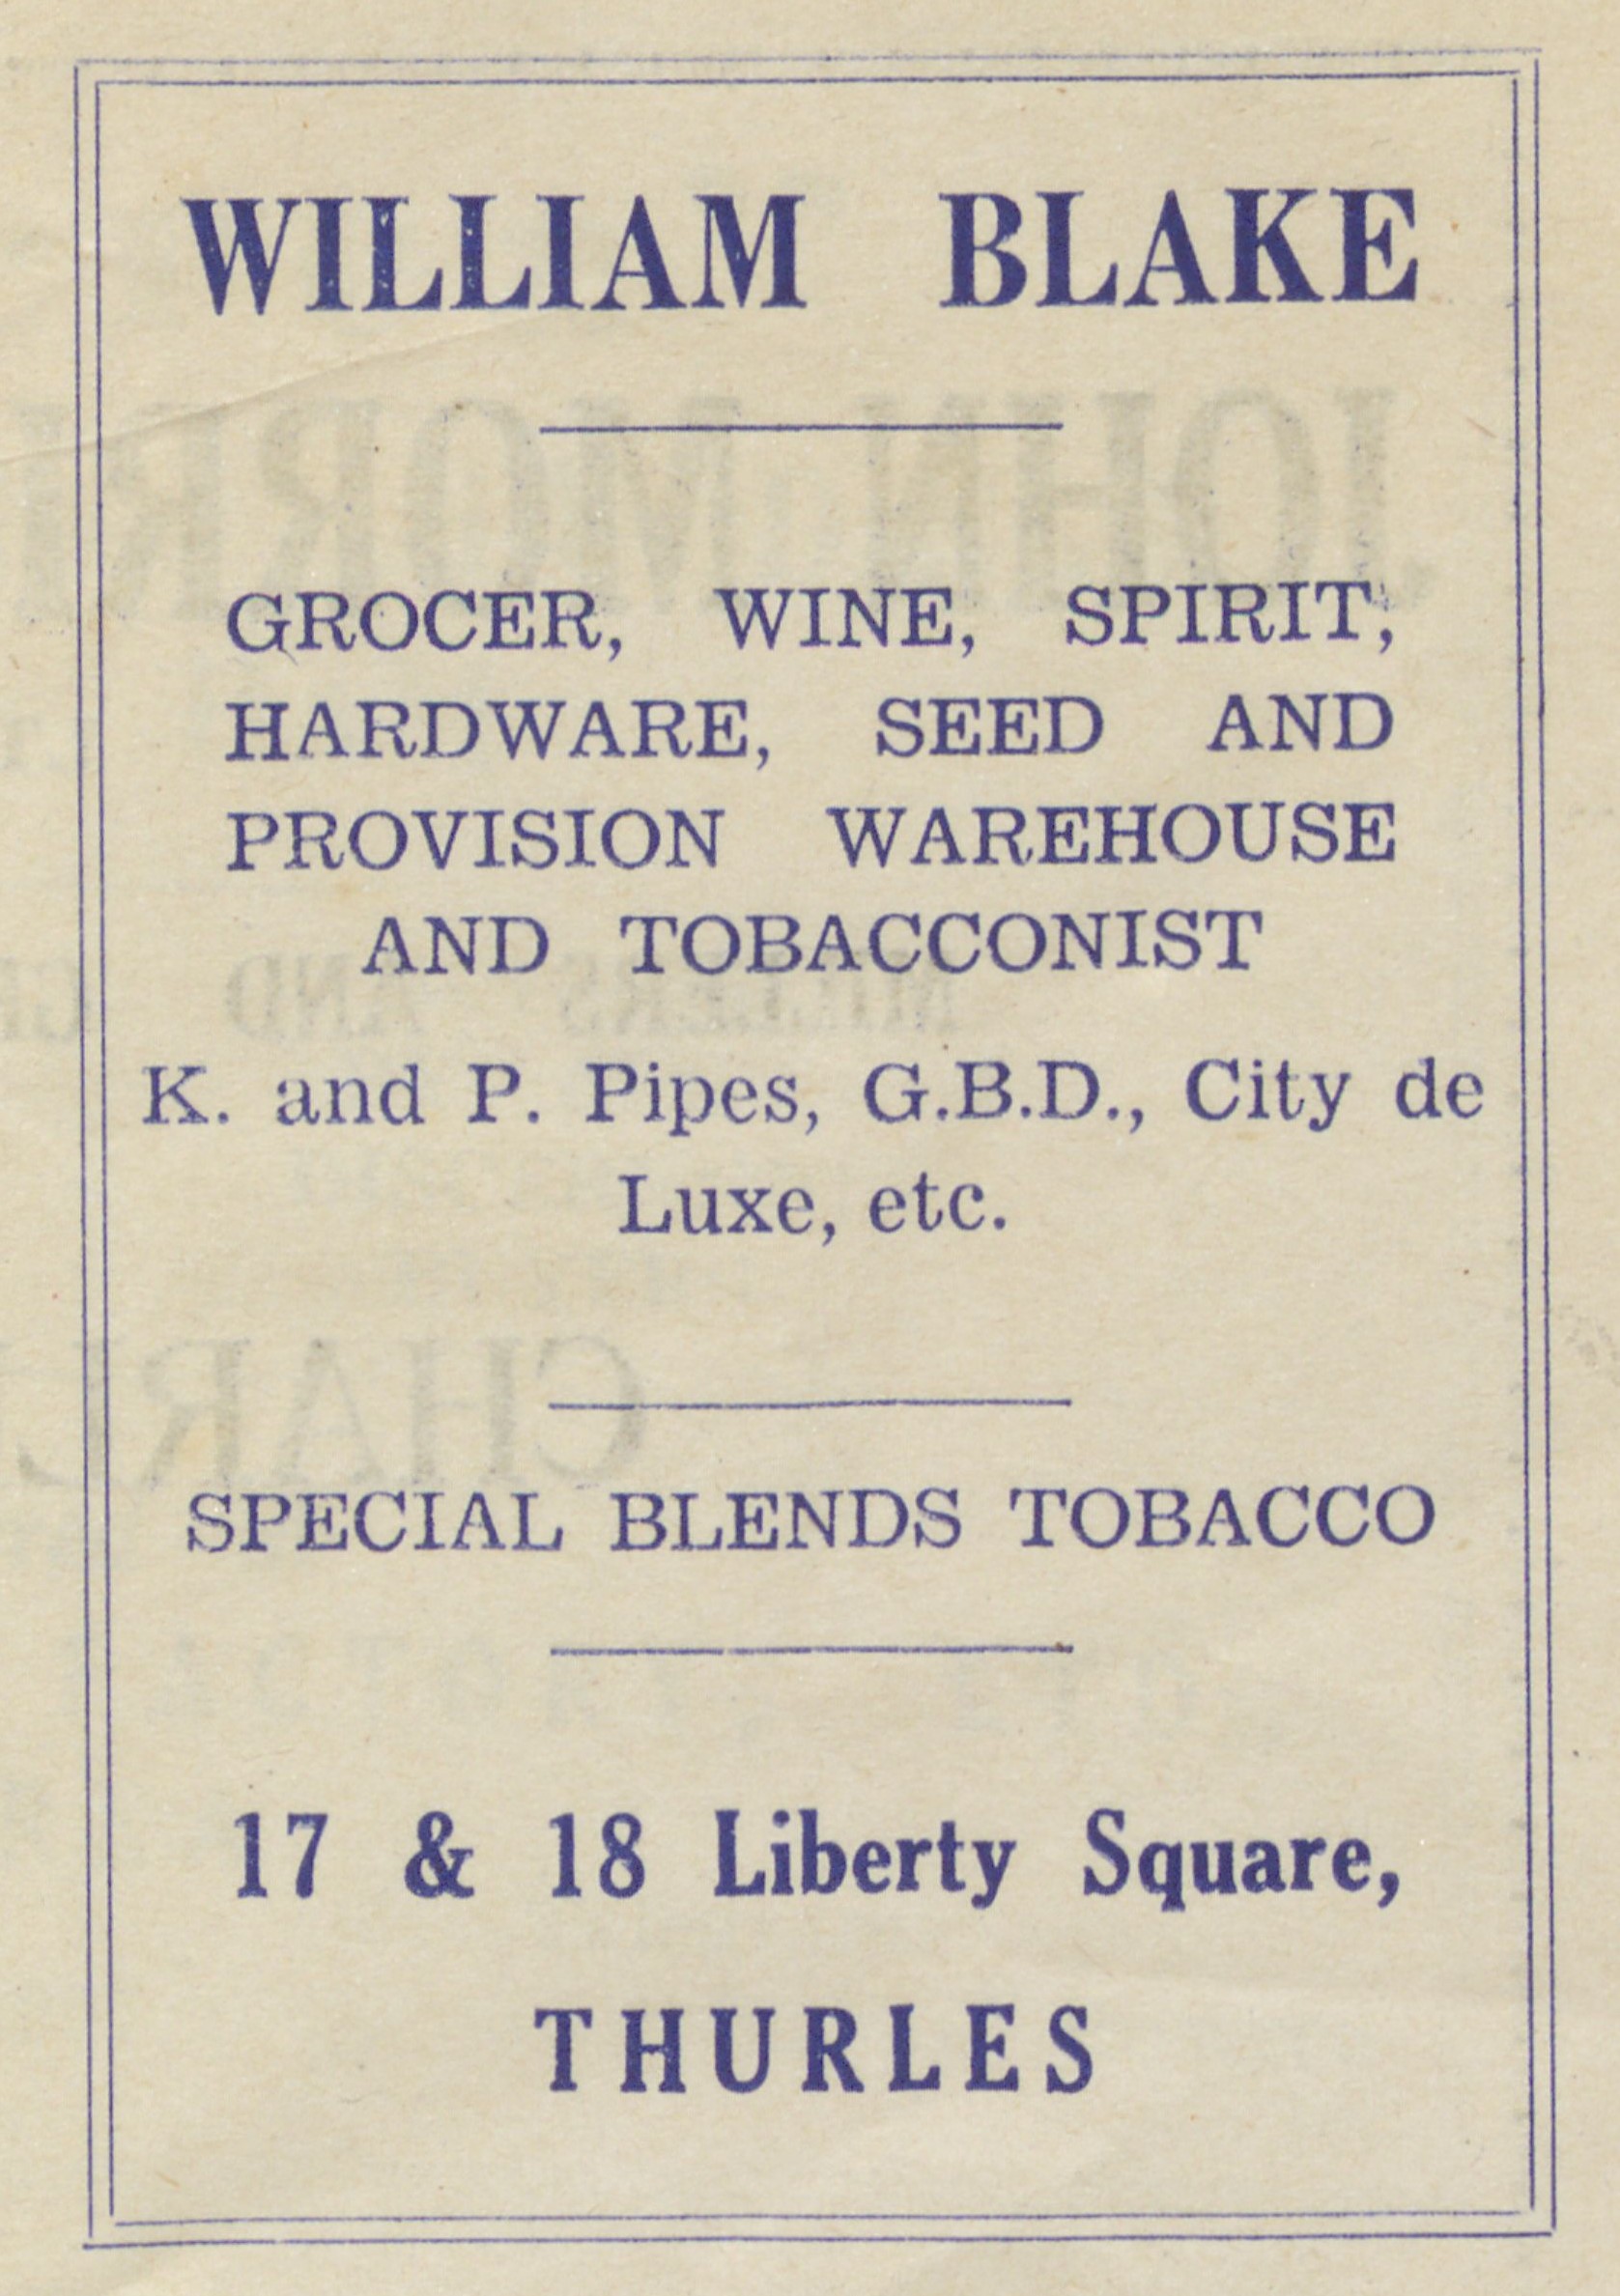 WILLIAM BLAKE
GROCER, WINE, SPIRIT,
HARDWARE, SEED AND
PROVISION WAREHOUSE
AND TOBACCONIST
K. and P. Pipes, G.B.D., City de
Luxe, etc.
SPECIAL BLENDS TOBACCO
17 & 18 Liberty Square,
THURLES